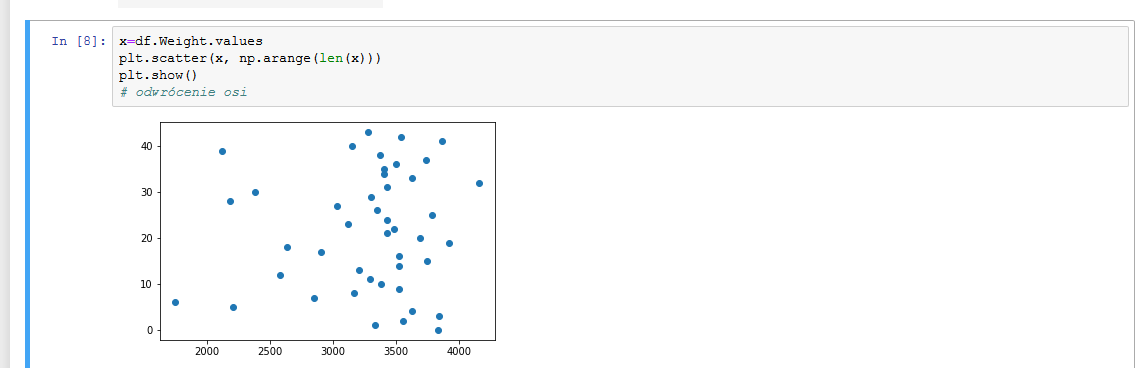 In [8]: x=df.Weight.values
plt.scatter(x, np.arange(len(x)))
plt.show()
# odwrócenie osi
40
30
20
10
0
2000 2500 3000 3500 4000